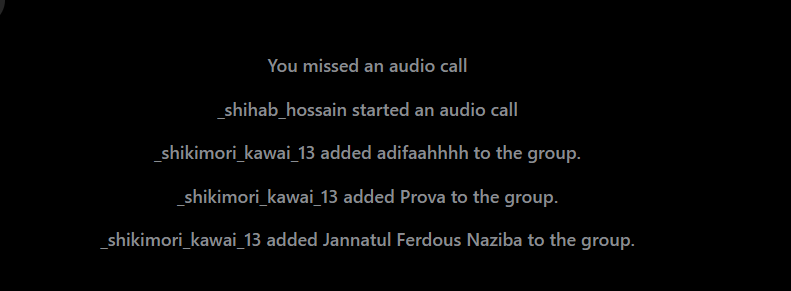 You missed an audio call
_shihab_hossain started an audio call
_shikimori_kawai_13 added adifaahhhh to the group.
_shikimori_kawai_13 added Prova to the group.
_shikimori_kawai_13 added Jannatul Ferdous Naziba to the group.